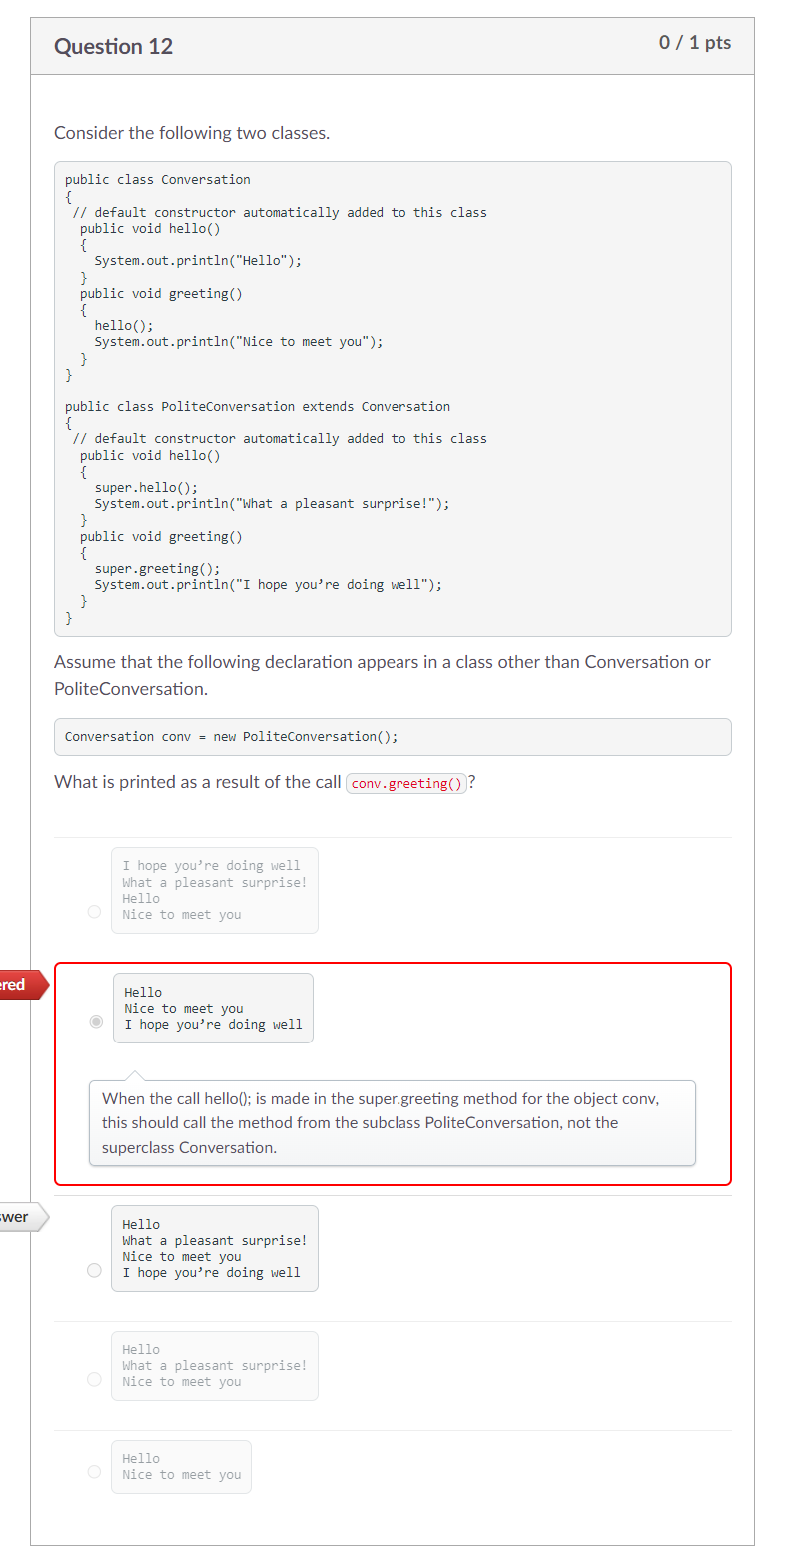 Question 12
0 / 1 pts
Consider the following two classes.
public class Conversation
{
 // default constructor automatically added to this class
  public void hello()
  {
    System.out.println("Hello");
  }
  public void greeting()
  {
    hello();
    System.out.println("Nice to meet you");
  }
}
public class PoliteConversation extends Conversation
{
 // default constructor automatically added to this class
  public void hello()
  {
    super.hello();
    System.out.println("What a pleasant surprise!");
  }
  public void greeting()
  {
    super.greeting();
    System.out.println("I hope you’re doing well");
  }
}
Assume that the following declaration appears in a class other than Conversation or
PoliteConversation.
Conversation conv = new PoliteConversation();
What is printed as a result of the call conv.greeting()?
I hope you’re doing well
What a pleasant surprise!
Hello
Nice to meet you
ered
Hello
Nice to meet you
I hope you’re doing well
When the call hello(); is made in the super.greeting method for the object conv,
this should call the method from the subclass PoliteConversation, not the
superclass Conversation.
swer
Hello
What a pleasant surprise!
Nice to meet you
I hope you’re doing well
Hello
What a pleasant surprise!
Nice to meet you
Hello
Nice to meet you